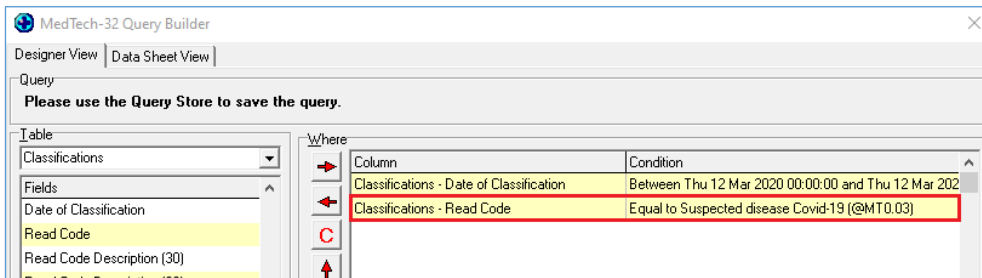 MedTech-32 Query Builder
Designer View
Data Sheet View
Query
Please use the Query Store to save the query.
Table
Where
Classifications
Column
Condition
Fields
Classifications - Date of Classification
Between Thu 12 Mar 2020 00:00:00 and Thu 12 Mar 202
Date of Classification
Classifications - Read Code
Equal to Suspected disease Covid-19 (@MT0.03)
Read Code
C
Read Code Description (30)